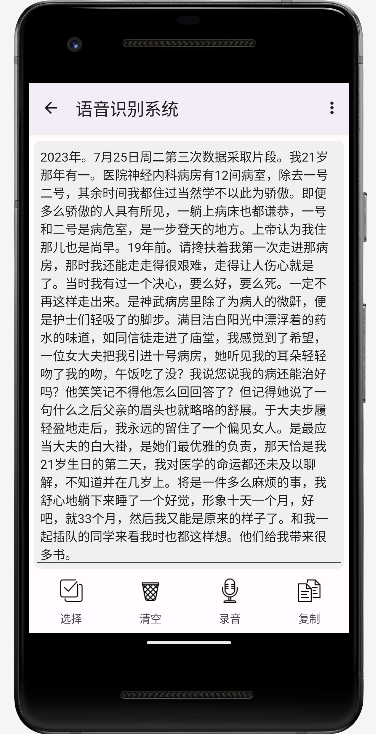 语音识别系统
2023年。7月25日周二第三次数据采取片段。我21岁
那年有一。医院神经内科病房有12间病室，除去一号
二号，其余时间我都住过当然学不以此为骄傲。即便
多么骄傲的人具有所见，一躺上病床也都谦恭，一号
和二号是病危室，是一步登天的地方。上帝认为我住
那儿也是尚早。19年前。请搀扶着我第一次走进那病
房，那时我还能走走得很艰难，走得让人伤心就是
了。当时我有过一个决心，要么好，要么死。一定不
再这样走出来。是神武病房里除了为病人的微鼾，便
是护士们轻吸了的脚步。满目洁白阳光中漂浮着的药
水的味道，如同信徒走进了庙堂，我感觉到了希望，
一位女大夫把我引进十号病房，她听见我的耳朵轻轻
吻了我的吻，午饭吃了没？我说您说我的病还能治好
吗？他笑笑记不得他怎么回回答了？但记得她说了一
句什么之后父亲的眉头也就略略的舒展。于大夫步履
轻盈地走后，我永远的留住了一个偏见女人。是最应
当大夫的白大褂，是她们最优雅的负责，那天恰是我
21岁生日的第二天，我对医学的命运都还未及以聊
解，不知道并在几岁上。将是一件多么麻烦的事，我
舒心地躺下来睡了一个好觉，形象十天一个月，好
吧，就33个月，然后我又能是原来的样子了。和我一
起插队的同学来看我时也都这样想。他们给我带来很
多书。
选择 清空 录音 复制